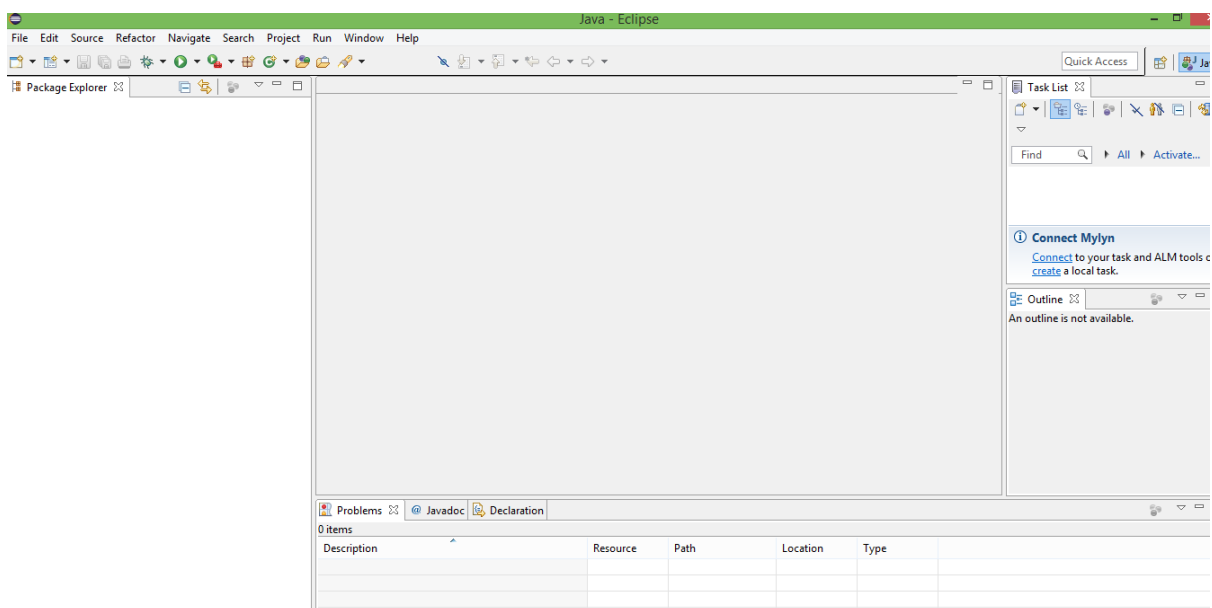 Java - Eclipse
File Edit Source Refactor Navigate Search Project Run Window Help
Quick Access
Ja
Package Explorer
Task List
Find All Activate...
Connect Mylyn
Connect to your task and ALM tools o
create a local task.
Outline
An outline is not available.
Problems @ Javadoc Declaration
0 items
Description Resource Path Location Type